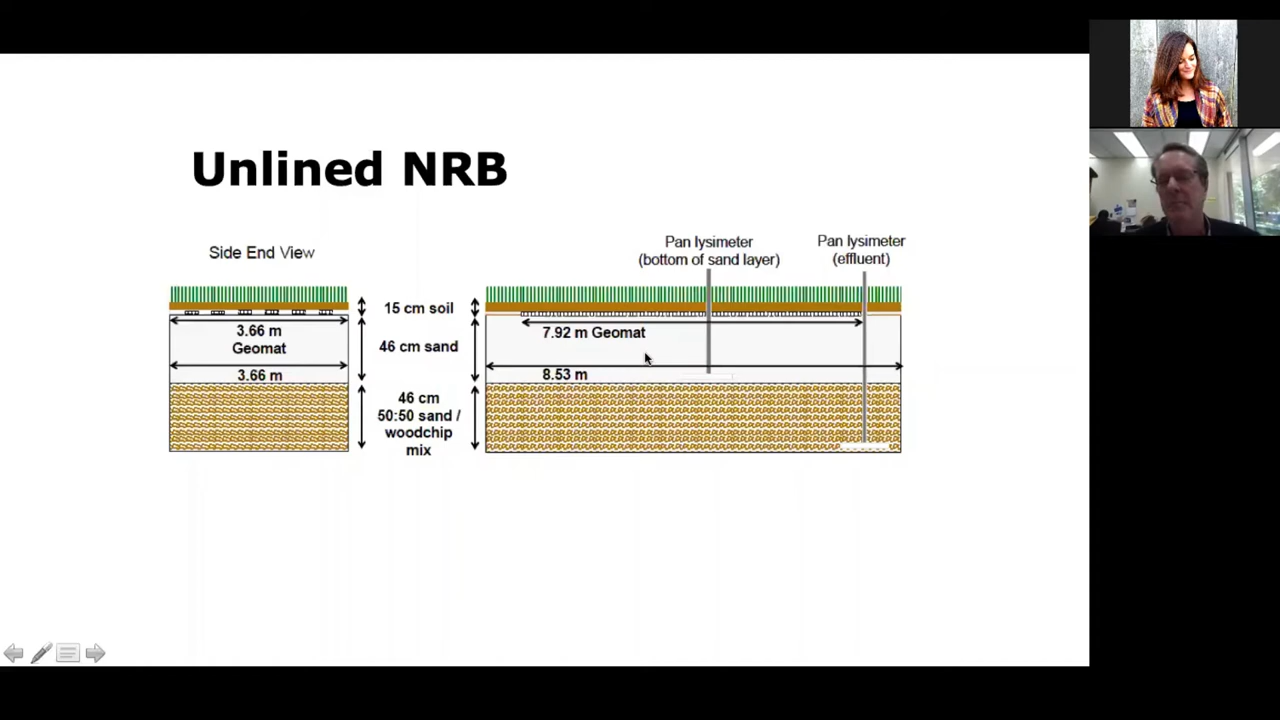 Unlined NRB
Side End View
Pan lysimeter
(bottom of sand layer)
Pan lysimeter
(effluent)
3.66 m
Geomat
3.66 m
15 cm soil
46 cm sand
46 cm
50:50 sand /
woodchip
mix
7.92 m Geomat
8.53 m